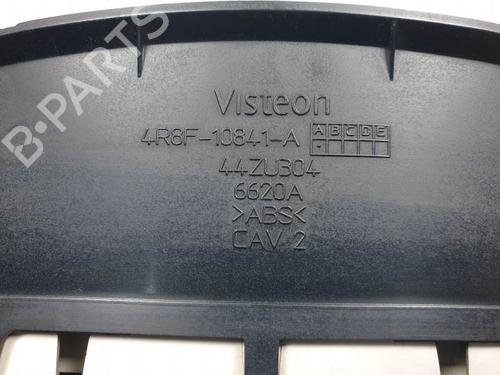 B-PARTS
Visteon
4R8F-10841-A ABCDE
44ZU304
6620A
>ABS<
CAV 2